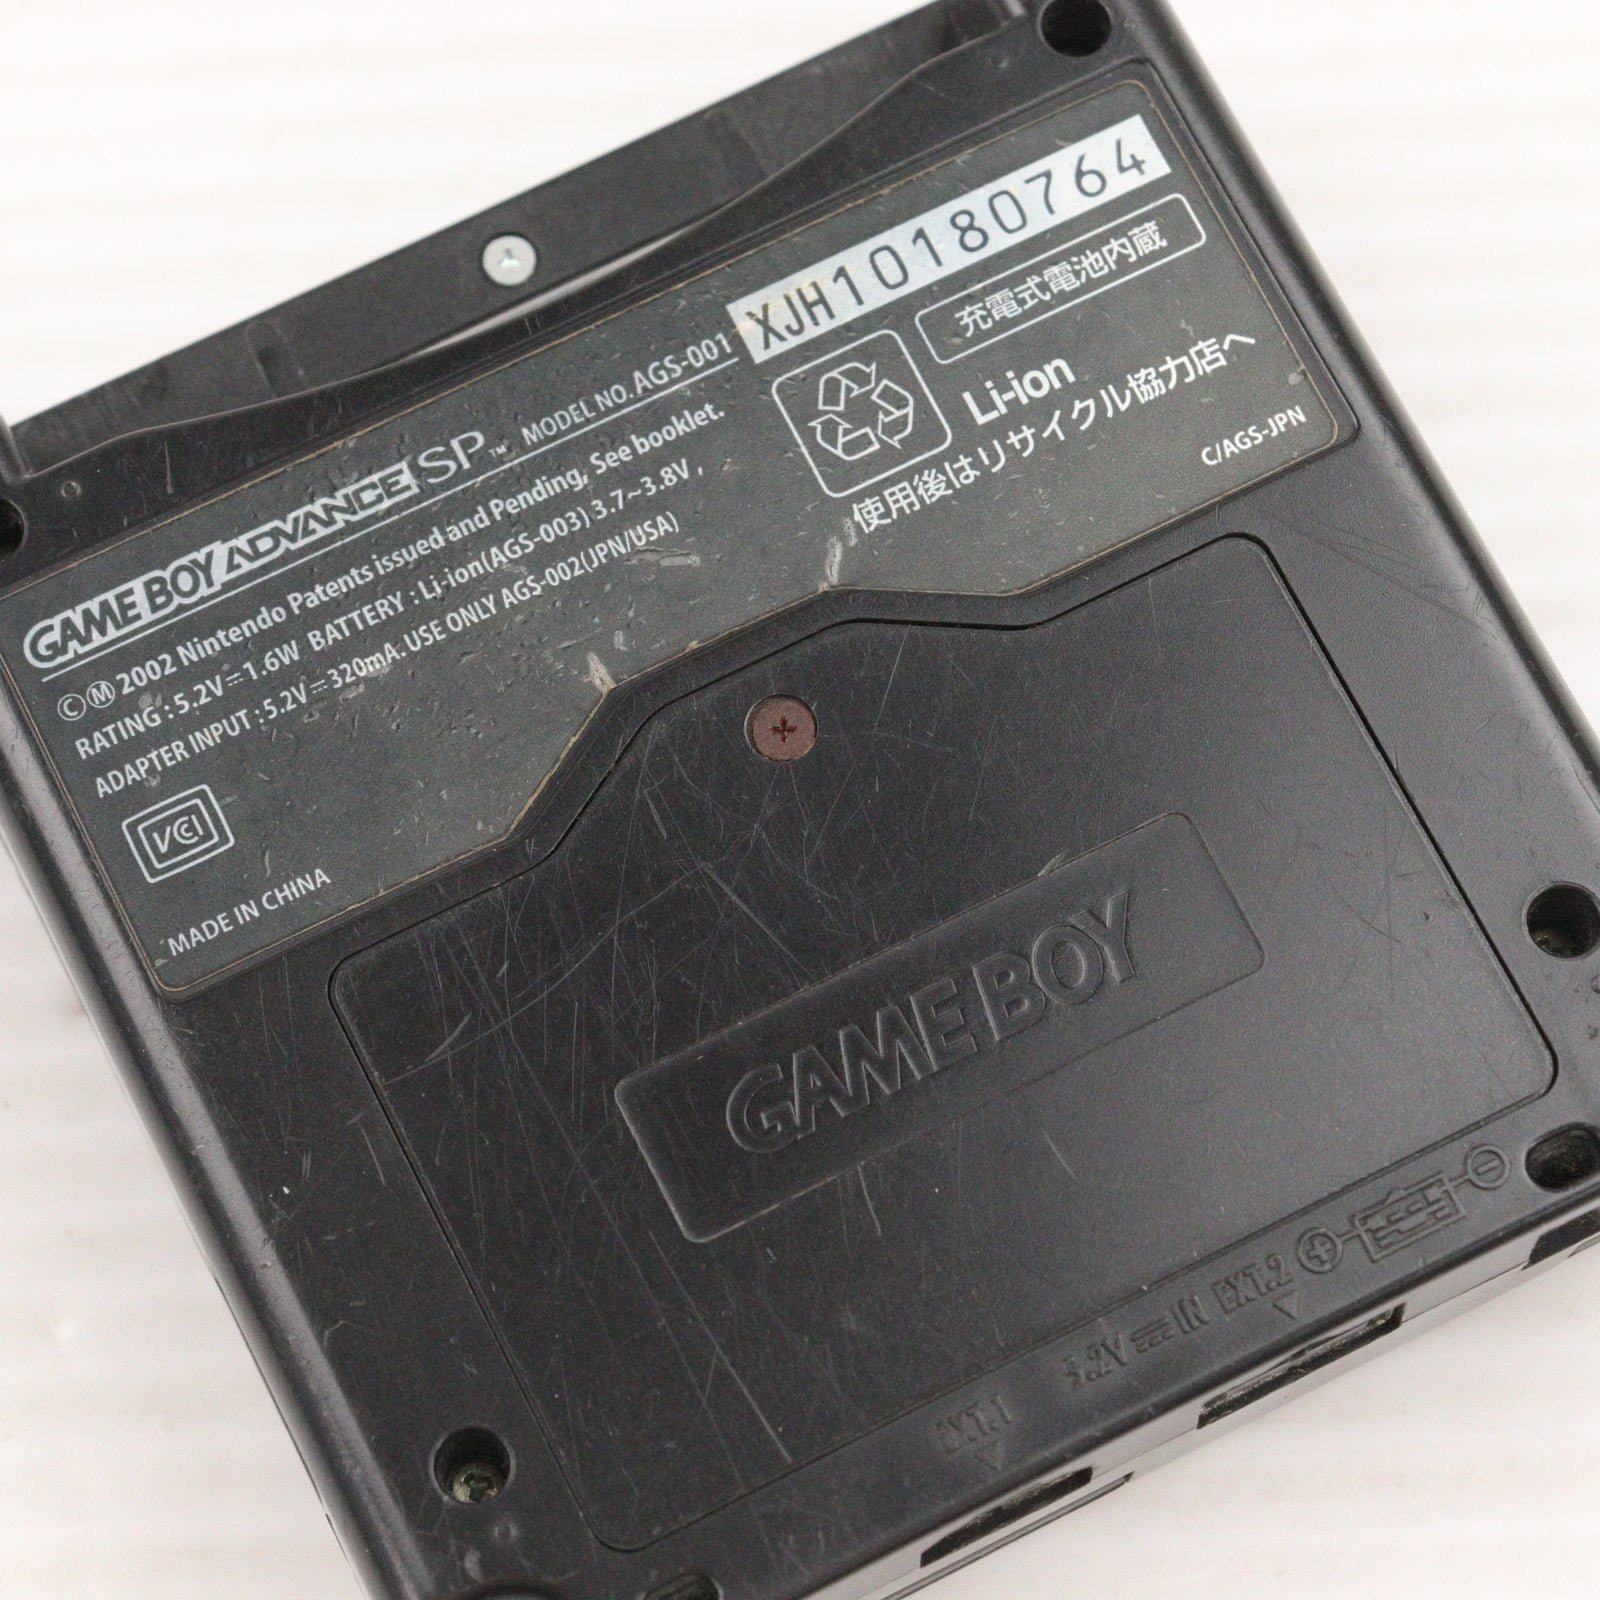 GAME BOY ADVANCE SP™ MODEL NO. AGS-001
XJH10180764
©Ⓜ2002 Nintendo Patents issued and Pending, See booklet.
RATING : 5.2V⎓1.6W BATTERY : Li-ion(AGS-003) 3.7~3.8V ,
ADAPTER INPUT : 5.2V⎓320mA. USE ONLY AGS-002(JPN/USA)
VCI
MADE IN CHINA
充電式電池内蔵
Li-ion
使用後はリサイクル協力店へ
C/AGS-JPN
GAME BOY
EXT.1
5.2V⎓IN
EXT.2